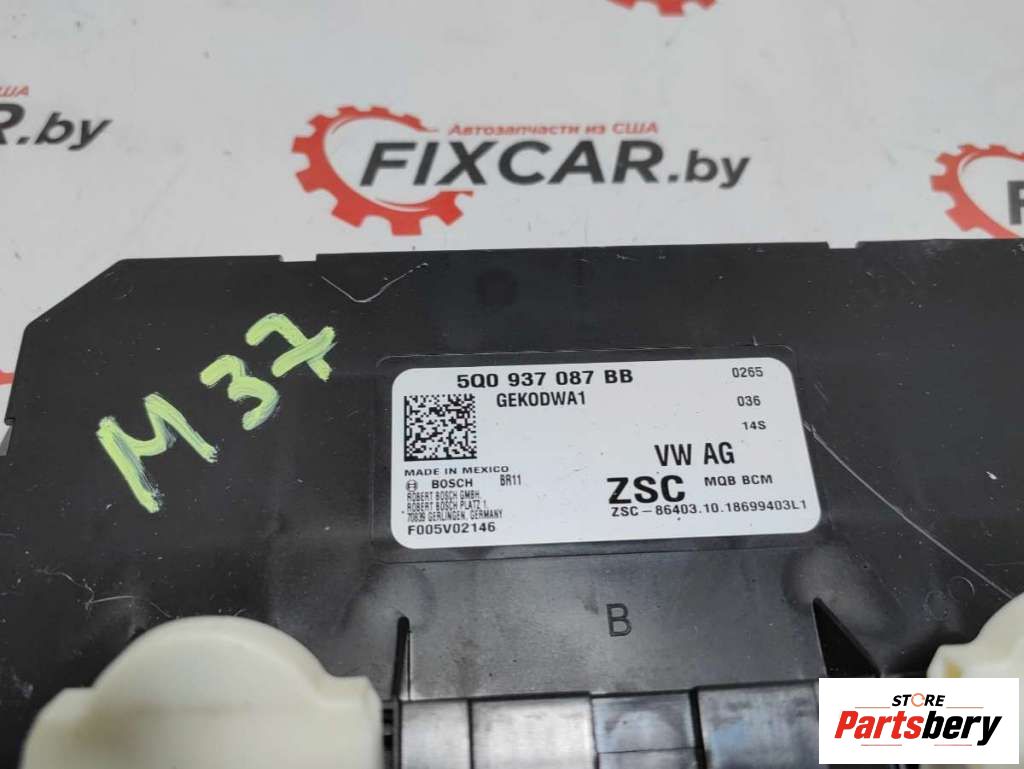 ША
R.by
Автозапчасти из США
FIXCAR.by
M37
5Q0 937 087 BB
0265
GEKODWA1
036
14S
VW AG
MADE IN MEXICO
BOSCH
BR11
ZSC
MQB BCM
ROBERT BOSCH GMBH,
ROBERT BOSCH PLATZ 1,
70839 GERLINGEN, GERMANY
ZSC-86403.10.18699403L1
F005V02146
B
STORE
Partsbery